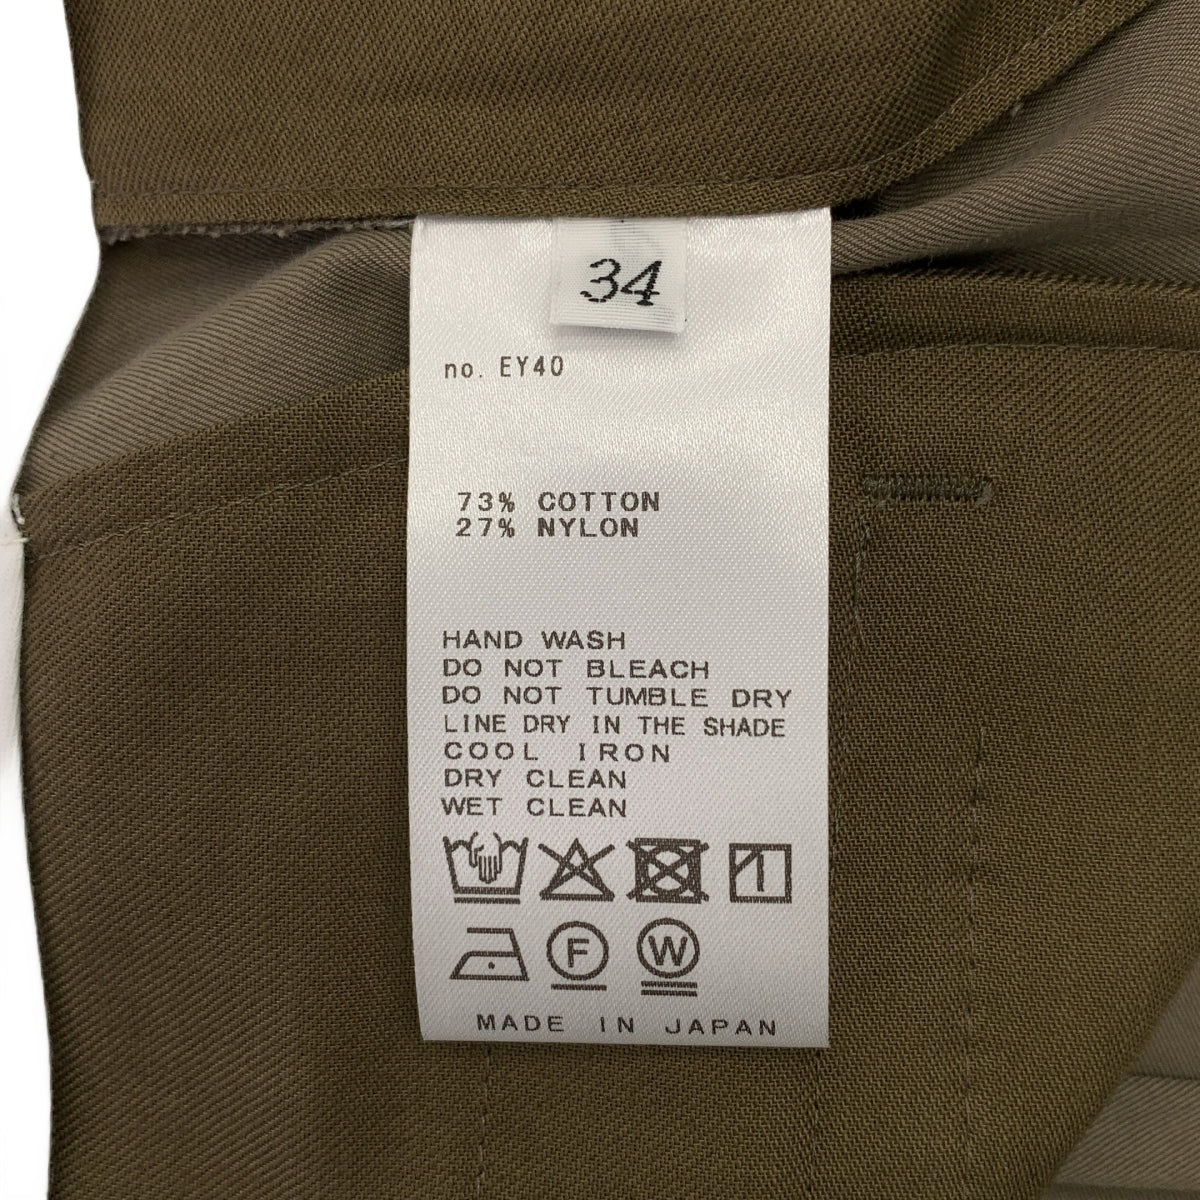 34
no. EY40
73% COTTON
27% NYLON
HAND WASH
DO NOT BLEACH
DO NOT TUMBLE DRY
LINE DRY IN THE SHADE
COOL IRON
DRY CLEAN
WET CLEAN
F W
MADE IN JAPAN